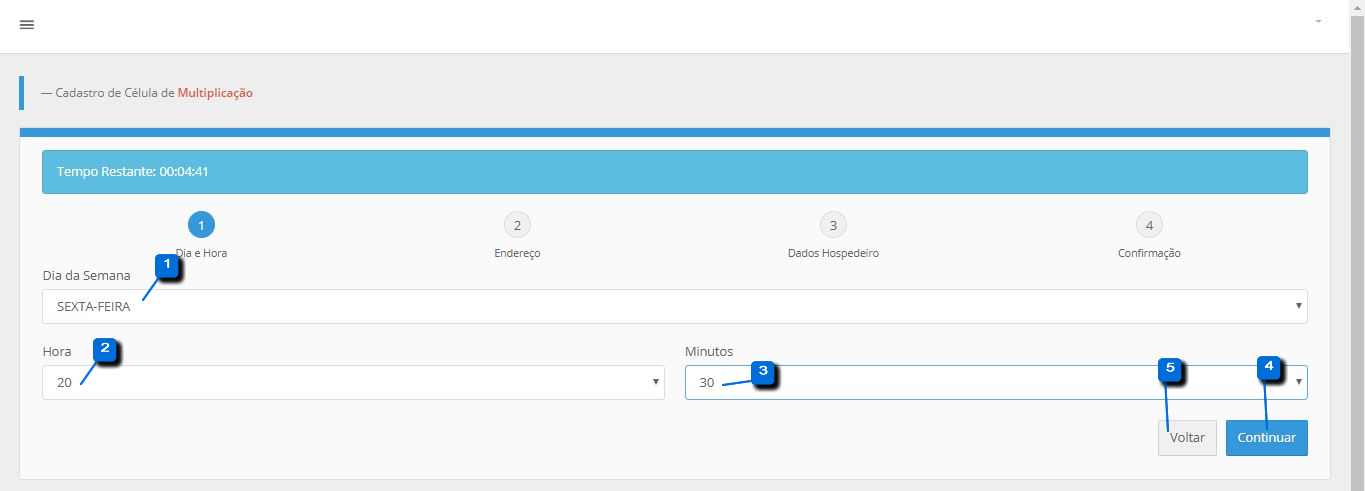 — Cadastro de Célula de Multiplicação
Tempo Restante: 00:04:41
1 2 3 4
Dia e Hora Endereço Dados Hospedeiro Confirmação
1
Dia da Semana
SEXTA-FEIRA
Hora 2 Minutos
20 30 3 5 4
Voltar Continuar